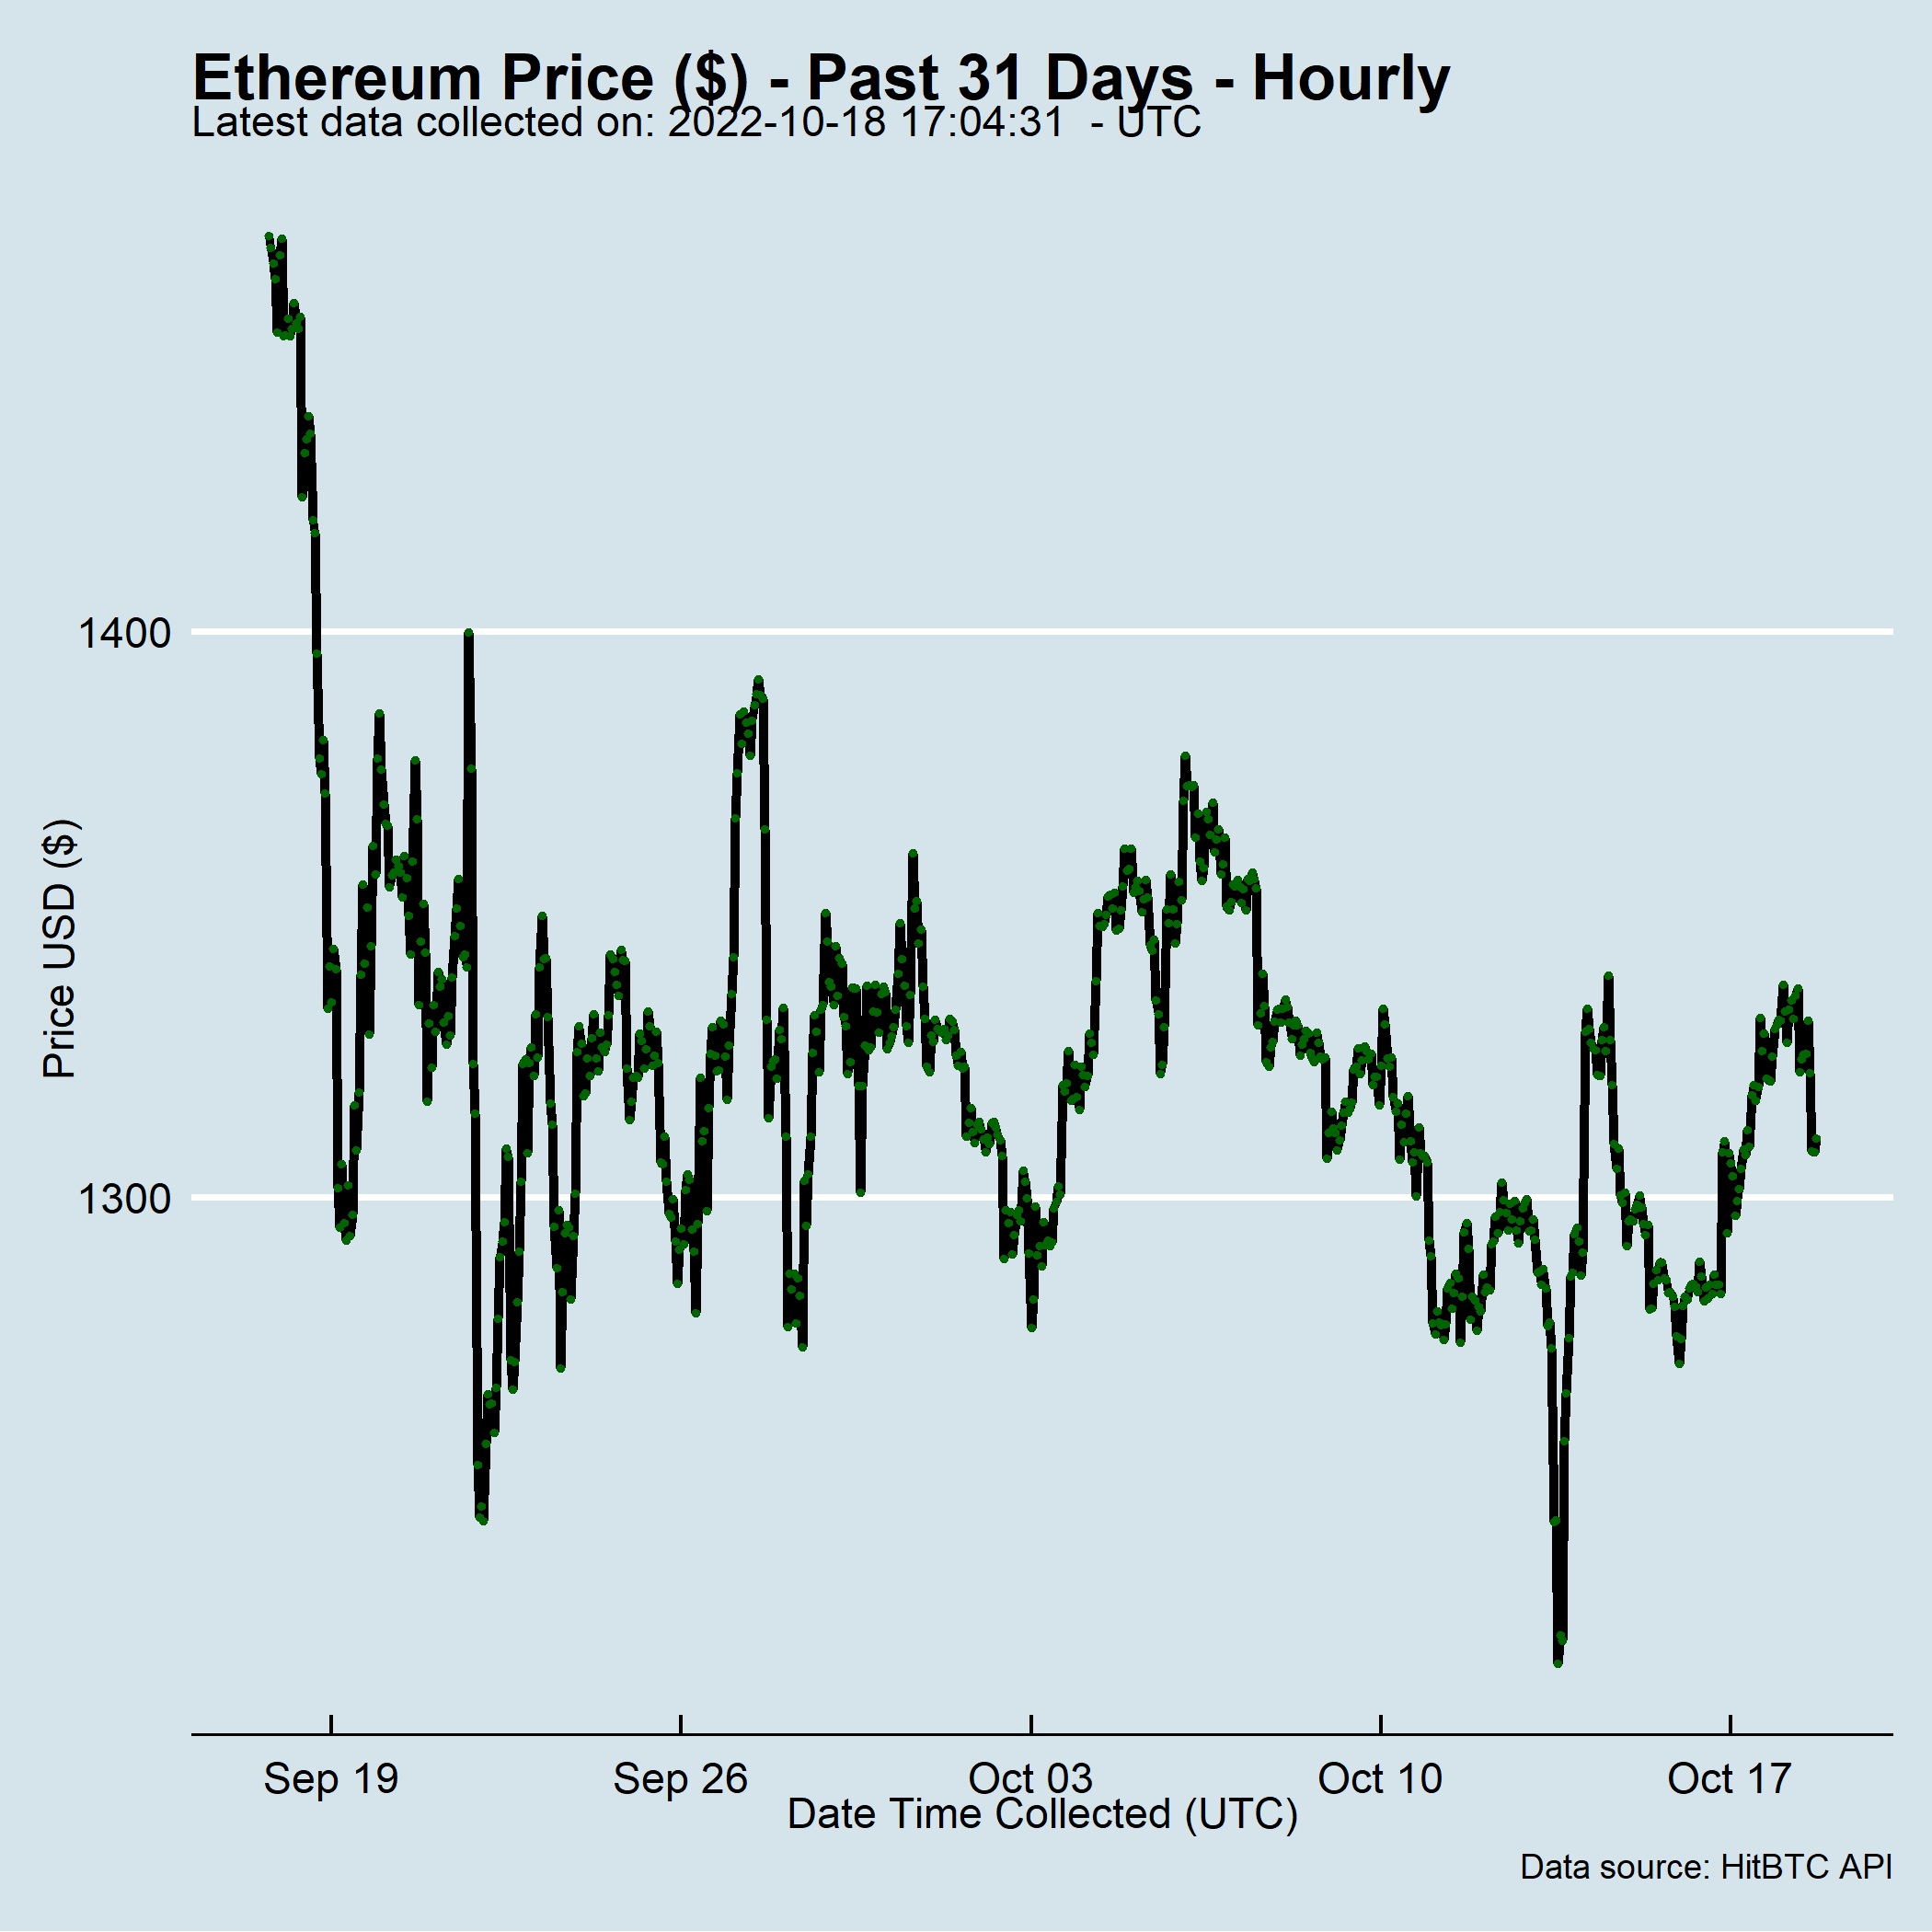 Ethereum Price ($) - Past 31 Days - Hourly
Latest data collected on: 2022-10-18 17:04:31  - UTC
1400
1300
Price USD ($)
Sep 19 Sep 26 Oct 03 Oct 10 Oct 17
Date Time Collected (UTC)
Data source: HitBTC API